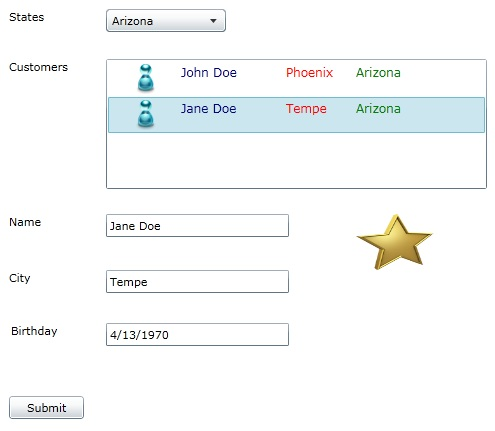 States Arizona
Customers
John Doe Phoenix Arizona
Jane Doe Tempe Arizona
Name Jane Doe
City Tempe
Birthday 4/13/1970
Submit